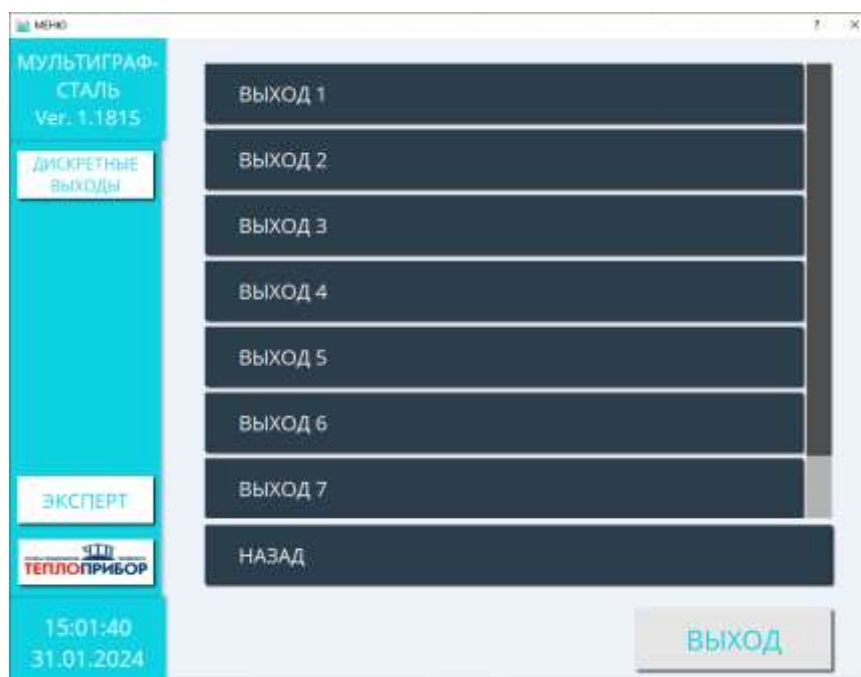 МЕНЮ
? ×
МУЛЬТИГРАФ-
СТАЛЬ
Ver. 1.1815
ДИСКРЕТНЫЕ
ВЫХОДЫ
ВЫХОД 1
ВЫХОД 2
ВЫХОД 3
ВЫХОД 4
ВЫХОД 5
ВЫХОД 6
ВЫХОД 7
НАЗАД
ЭКСПЕРТ
ТЕПЛОПРИБОР
15:01:40
31.01.2024
ВЫХОД